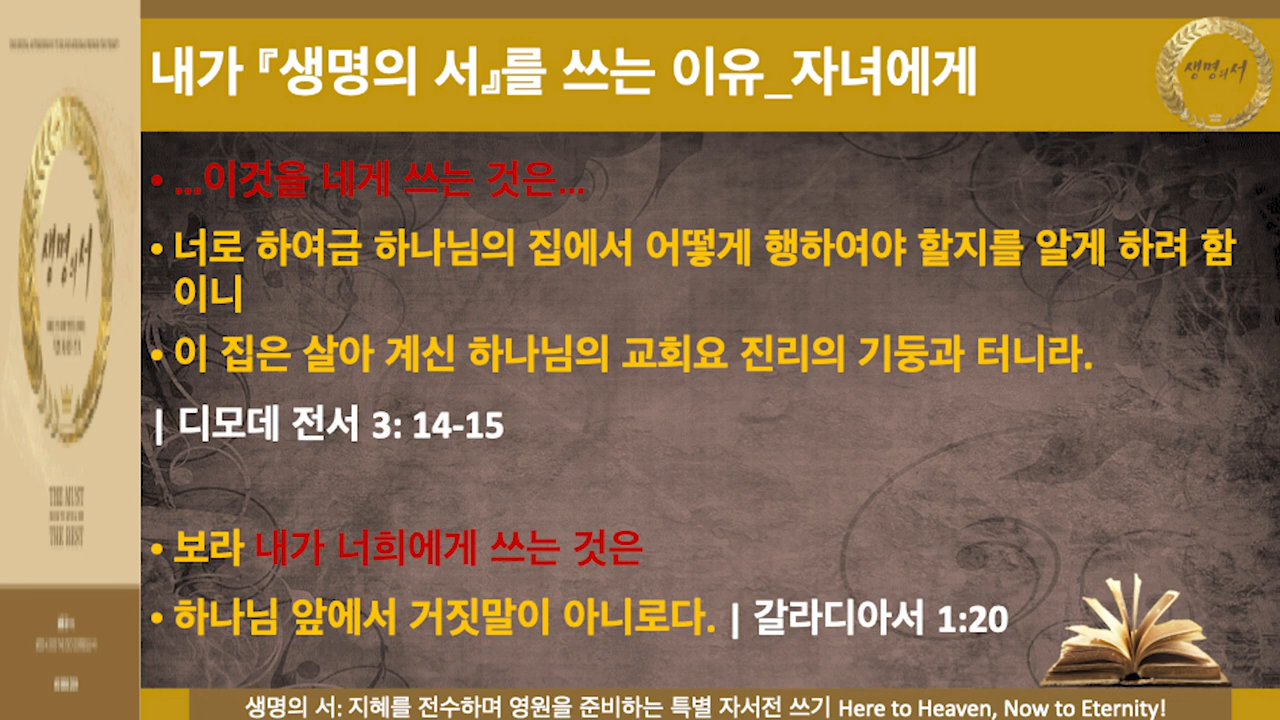 내가 『생명의 서』를 쓰는 이유_자녀에게
생명의서
• ...이것을 네게 쓰는 것은...
• 너로 하여금 하나님의 집에서 어떻게 행하여야 할지를 알게 하려 함
이니
• 이 집은 살아 계신 하나님의 교회요 진리의 기둥과 터니라.
| 디모데 전서 3: 14-15
• 보라 내가 너희에게 쓰는 것은
• 하나님 앞에서 거짓말이 아니로다. | 갈라디아서 1:20
생명의 서: 지혜를 전수하며 영원을 준비하는 특별 자서전 쓰기 Here to Heaven, Now to Eternity!
생명의서
THE MUST
THE BEST